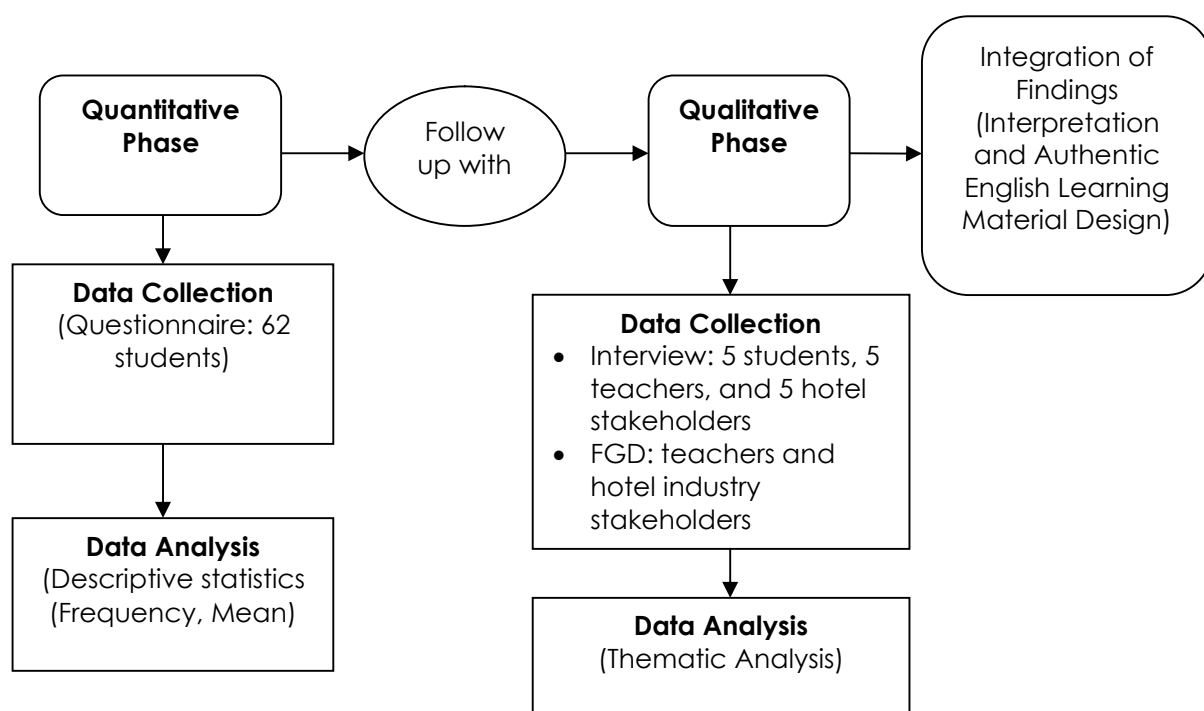 Quantitative
Phase
Follow
up with
Qualitative
Phase
Integration of
Findings
(Interpretation
and Authentic
English Learning
Material Design)
Data Collection
(Questionnaire: 62
students)
Data Analysis
(Descriptive statistics
(Frequency, Mean)
Data Collection
• Interview: 5 students, 5
teachers, and 5 hotel
stakeholders
• FGD: teachers and
hotel industry
stakeholders
Data Analysis
(Thematic Analysis)